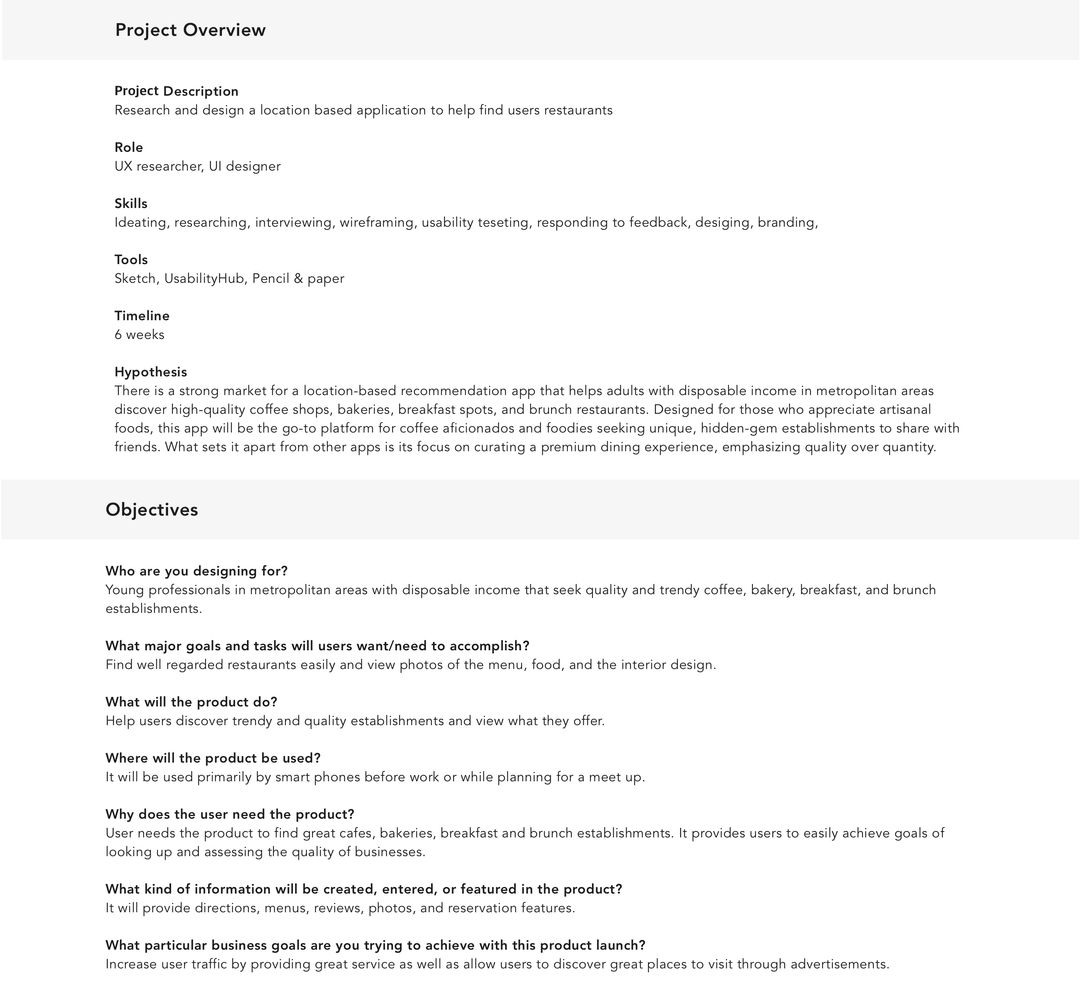 Project Overview
Project Description
Research and design a location based application to help find users restaurants
Role
UX researcher, UI designer
Skills
Ideating, researching, interviewing, wireframing, usability teseting, responding to feedback, desiging, branding,
Tools
Sketch, UsabilityHub, Pencil & paper
Timeline
6 weeks
Hypothesis
There is a strong market for a location-based recommendation app that helps adults with disposable income in metropolitan areas
discover high-quality coffee shops, bakeries, breakfast spots, and brunch restaurants. Designed for those who appreciate artisanal
foods, this app will be the go-to platform for coffee aficionados and foodies seeking unique, hidden-gem establishments to share with
friends. What sets it apart from other apps is its focus on curating a premium dining experience, emphasizing quality over quantity.
Objectives
Who are you designing for?
Young professionals in metropolitan areas with disposable income that seek quality and trendy coffee, bakery, breakfast, and brunch
establishments.
What major goals and tasks will users want/need to accomplish?
Find well regarded restaurants easily and view photos of the menu, food, and the interior design.
What will the product do?
Help users discover trendy and quality establishments and view what they offer.
Where will the product be used?
It will be used primarily by smart phones before work or while planning for a meet up.
Why does the user need the product?
User needs the product to find great cafes, bakeries, breakfast and brunch establishments. It provides users to easily achieve goals of
looking up and assessing the quality of businesses.
What kind of information will be created, entered, or featured in the product?
It will provide directions, menus, reviews, photos, and reservation features.
What particular business goals are you trying to achieve with this product launch?
Increase user traffic by providing great service as well as allow users to discover great places to visit through advertisements.